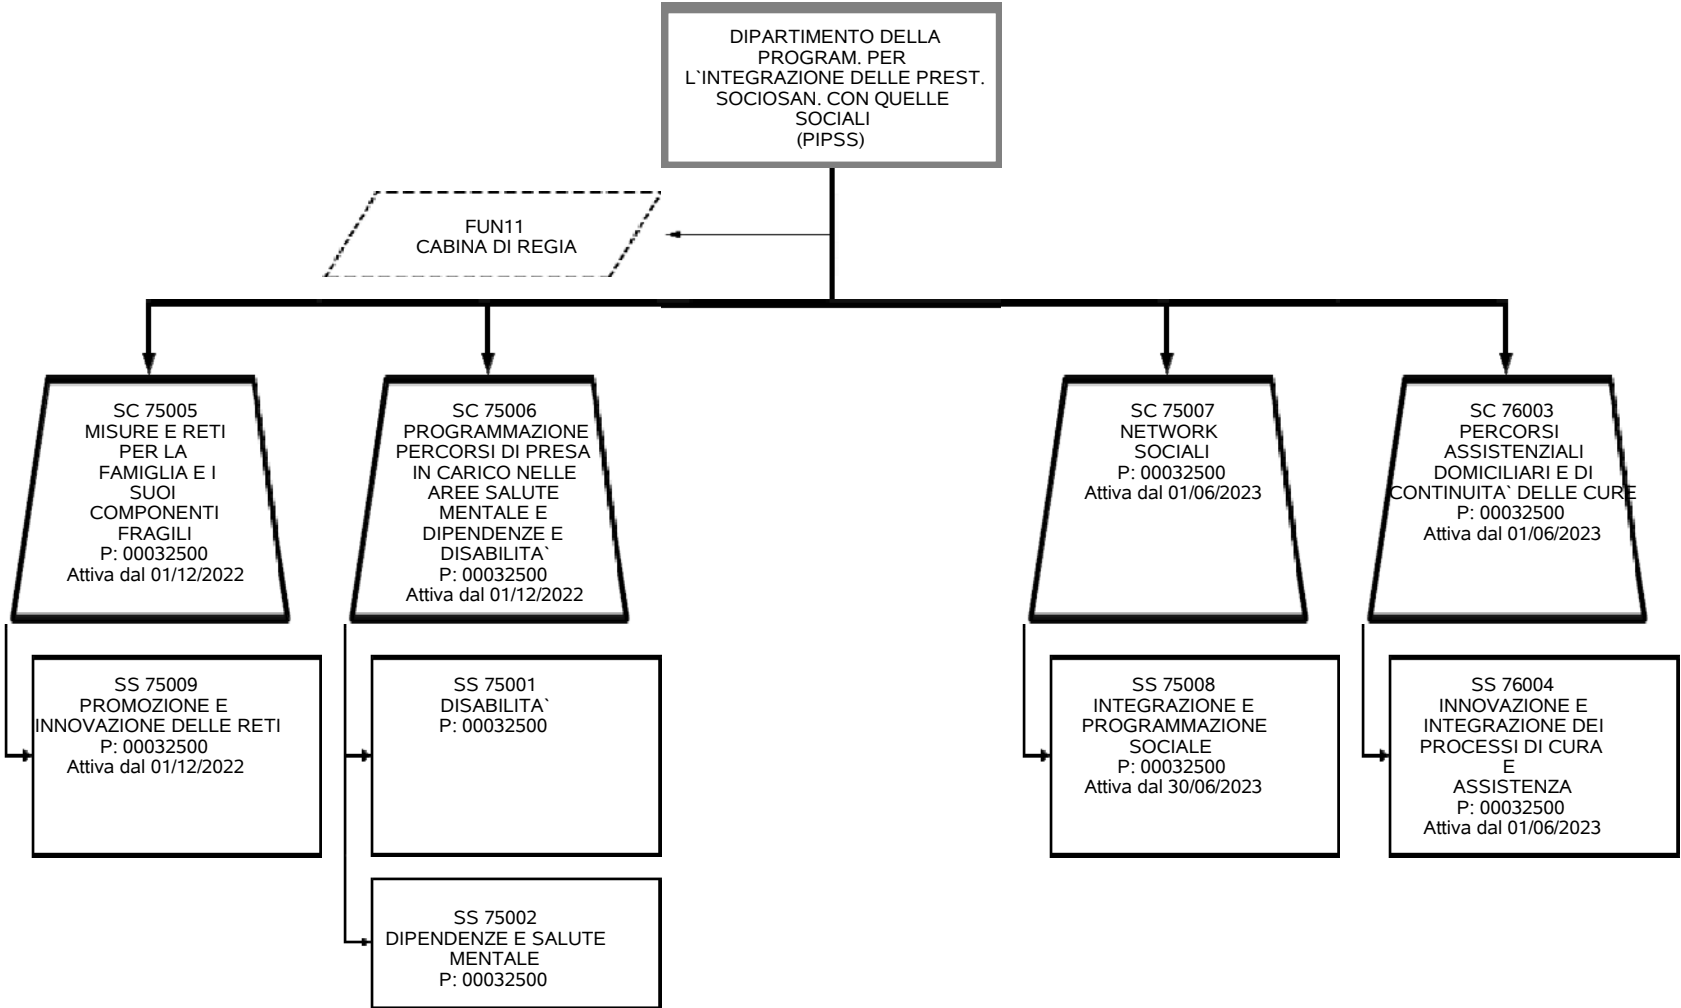 DIPARTIMENTO DELLA
PROGRAM. PER
L`INTEGRAZIONE DELLE PREST.
SOCIOSAN. CON QUELLE
SOCIALI
(PIPSS)
FUN11
CABINA DI REGIA
SC 75005
MISURE E RETI
PER LA
FAMIGLIA E I
SUOI
COMPONENTI
FRAGILI
P: 00032500
Attiva dal 01/12/2022
SC 75006
PROGRAMMAZIONE
PERCORSI DI PRESA
IN CARICO NELLE
AREE SALUTE
MENTALE E
DIPENDENZE E
DISABILITA`
P: 00032500
Attiva dal 01/12/2022
SC 75007
NETWORK
SOCIALI
P: 00032500
Attiva dal 01/06/2023
SC 76003
PERCORSI
ASSISTENZIALI
DOMICILIARI E DI
CONTINUITA` DELLE CURE
P: 00032500
Attiva dal 01/06/2023
SS 75009
PROMOZIONE E
INNOVAZIONE DELLE RETI
P: 00032500
Attiva dal 01/12/2022
SS 75001
DISABILITA`
P: 00032500
SS 75008
INTEGRAZIONE E
PROGRAMMAZIONE
SOCIALE
P: 00032500
Attiva dal 30/06/2023
SS 76004
INNOVAZIONE E
INTEGRAZIONE DEI
PROCESSI DI CURA
E
ASSISTENZA
P: 00032500
Attiva dal 01/06/2023
SS 75002
DIPENDENZE E SALUTE
MENTALE
P: 00032500